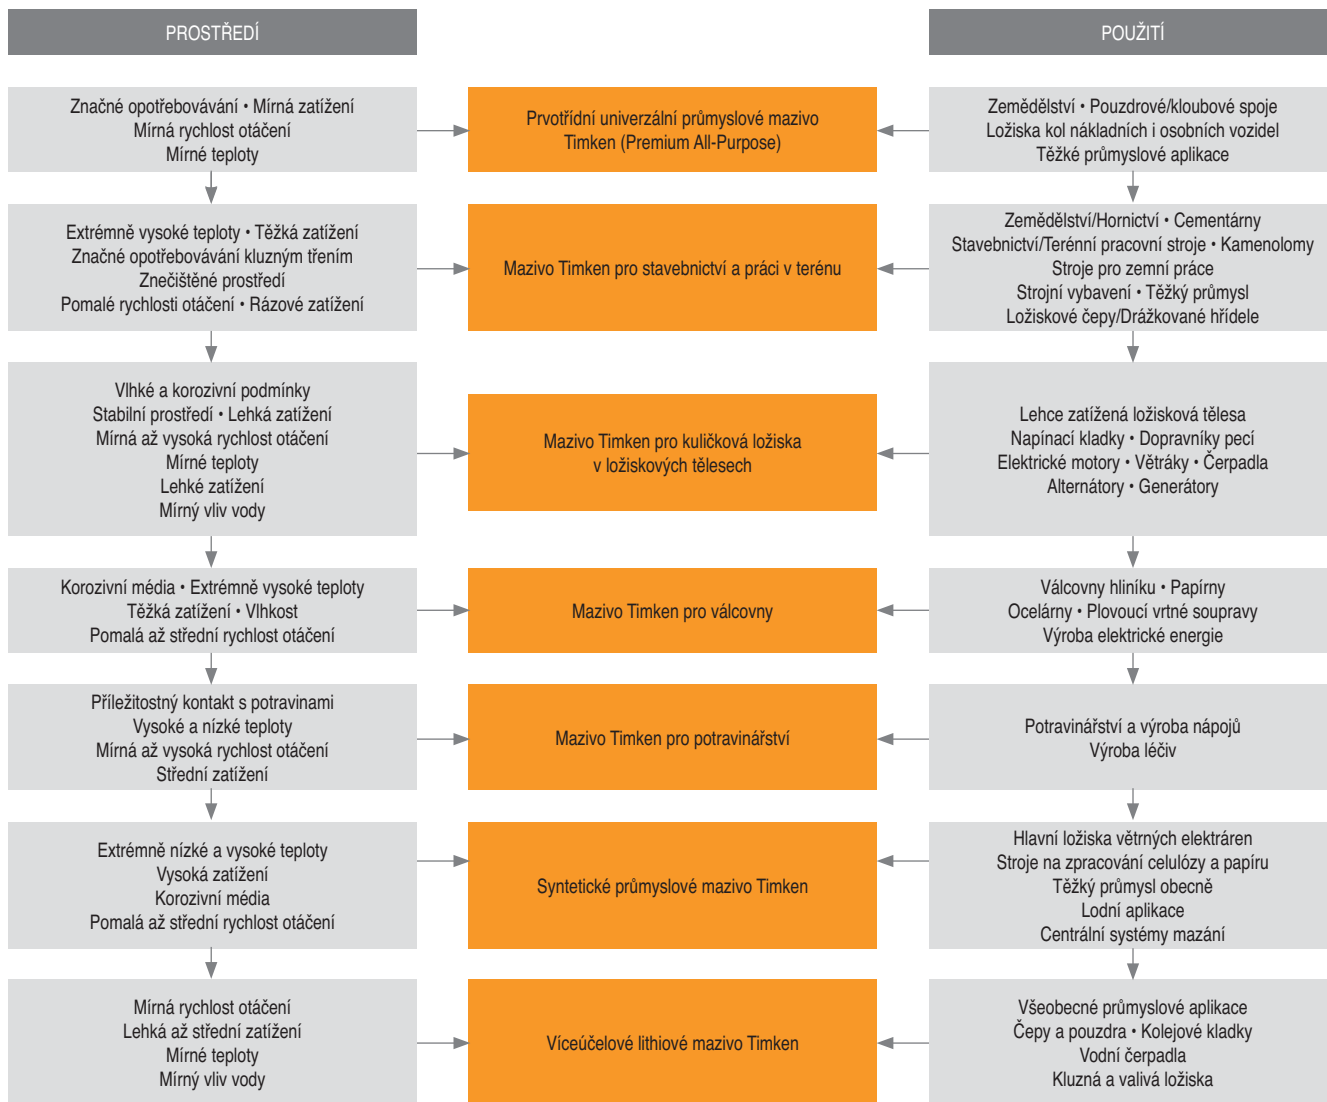 PROSTŘEDÍ
POUŽITÍ
Značné opotřebovávání • Mírná zatížení
Mírná rychlost otáčení
Mírné teploty
Prvotřídní univerzální průmyslové mazivo
Timken (Premium All-Purpose)
Zemědělství • Pouzdrové/kloubové spoje
Ložiska kol nákladních i osobních vozidel
Těžké průmyslové aplikace
Extrémně vysoké teploty • Těžká zatížení
Značné opotřebovávání kluzným třením
Znečištěné prostředí
Pomalé rychlosti otáčení • Rázové zatížení
Mazivo Timken pro stavebnictví a práci v terénu
Zemědělství/Hornictví • Cementárny
Stavebnictví/Terénní pracovní stroje • Kamenolomy
Stroje pro zemní práce
Strojní vybavení • Těžký průmysl
Ložiskové čepy/Drážkované hřídele
Vlhké a korozivní podmínky
Stabilní prostředí • Lehká zatížení
Mírná až vysoká rychlost otáčení
Mírné teploty
Lehké zatížení
Mírný vliv vody
Mazivo Timken pro kuličková ložiska
v ložiskových tělesech
Lehce zatížená ložisková tělesa
Napínací kladky • Dopravníky pecí
Elektrické motory • Větráky • Čerpadla
Alternátory • Generátory
Korozivní média • Extrémně vysoké teploty
Těžká zatížení • Vlhkost
Pomalá až střední rychlost otáčení
Mazivo Timken pro válcovny
Válcovny hliníku • Papírny
Ocelárny • Plovoucí vrtné soupravy
Výroba elektrické energie
Příležitostný kontakt s potravinami
Vysoké a nízké teploty
Mírná až vysoká rychlost otáčení
Střední zatížení
Mazivo Timken pro potravinářství
Potravinářství a výroba nápojů
Výroba léčiv
Extrémně nízké a vysoké teploty
Vysoká zatížení
Korozivní média
Pomalá až střední rychlost otáčení
Syntetické průmyslové mazivo Timken
Hlavní ložiska větrných elektráren
Stroje na zpracování celulózy a papíru
Těžký průmysl obecně
Lodní aplikace
Centrální systémy mazání
Mírná rychlost otáčení
Lehká až střední zatížení
Mírné teploty
Mírný vliv vody
Víceúčelové lithiové mazivo Timken
Všeobecné průmyslové aplikace
Čepy a pouzdra • Kolejové kladky
Vodní čerpadla
Kluzná a valivá ložiska